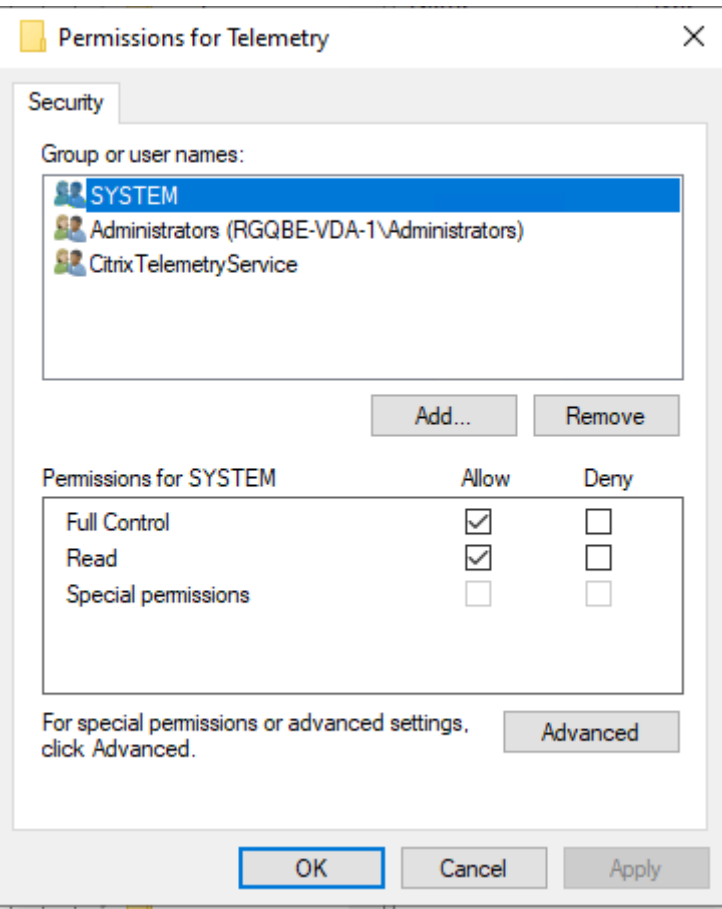 Permissions for Telemetry
Security
Group or user names:
SYSTEM
Administrators (RGQBE-VDA-1\Administrators)
CitrixTelemetryService
Add... Remove
Permissions for SYSTEM Allow Deny
Full Control
Read
Special permissions
For special permissions or advanced settings,
click Advanced.
Advanced
OK Cancel Apply